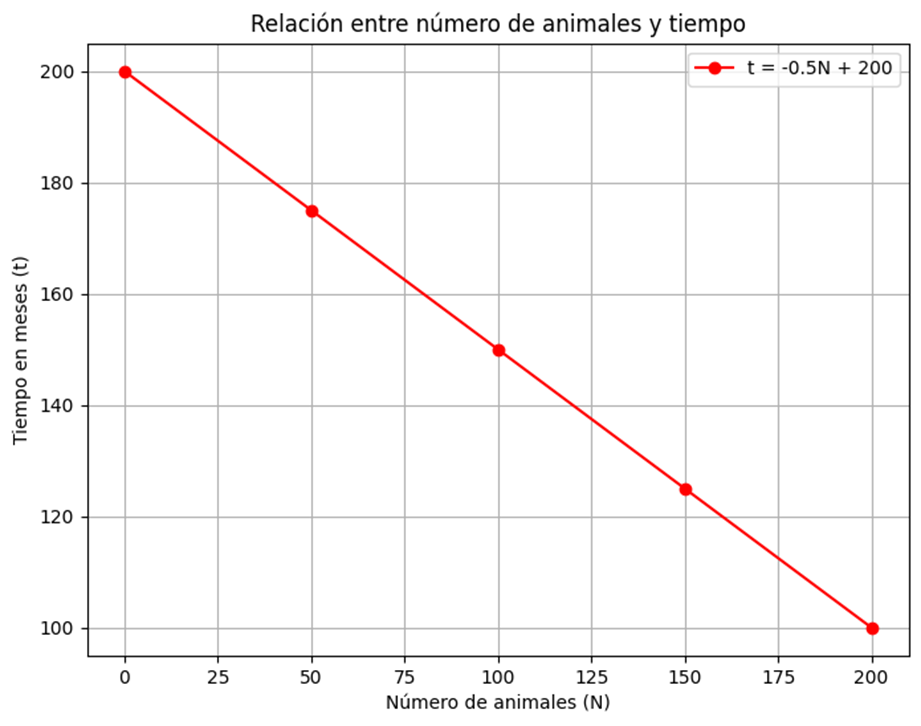 Relación entre número de animales y tiempo
t = -0.5N + 200
Tiempo en meses (t)
200
180
160
140
120
100
0 25 50 75 100 125 150 175 200
Número de animales (N)